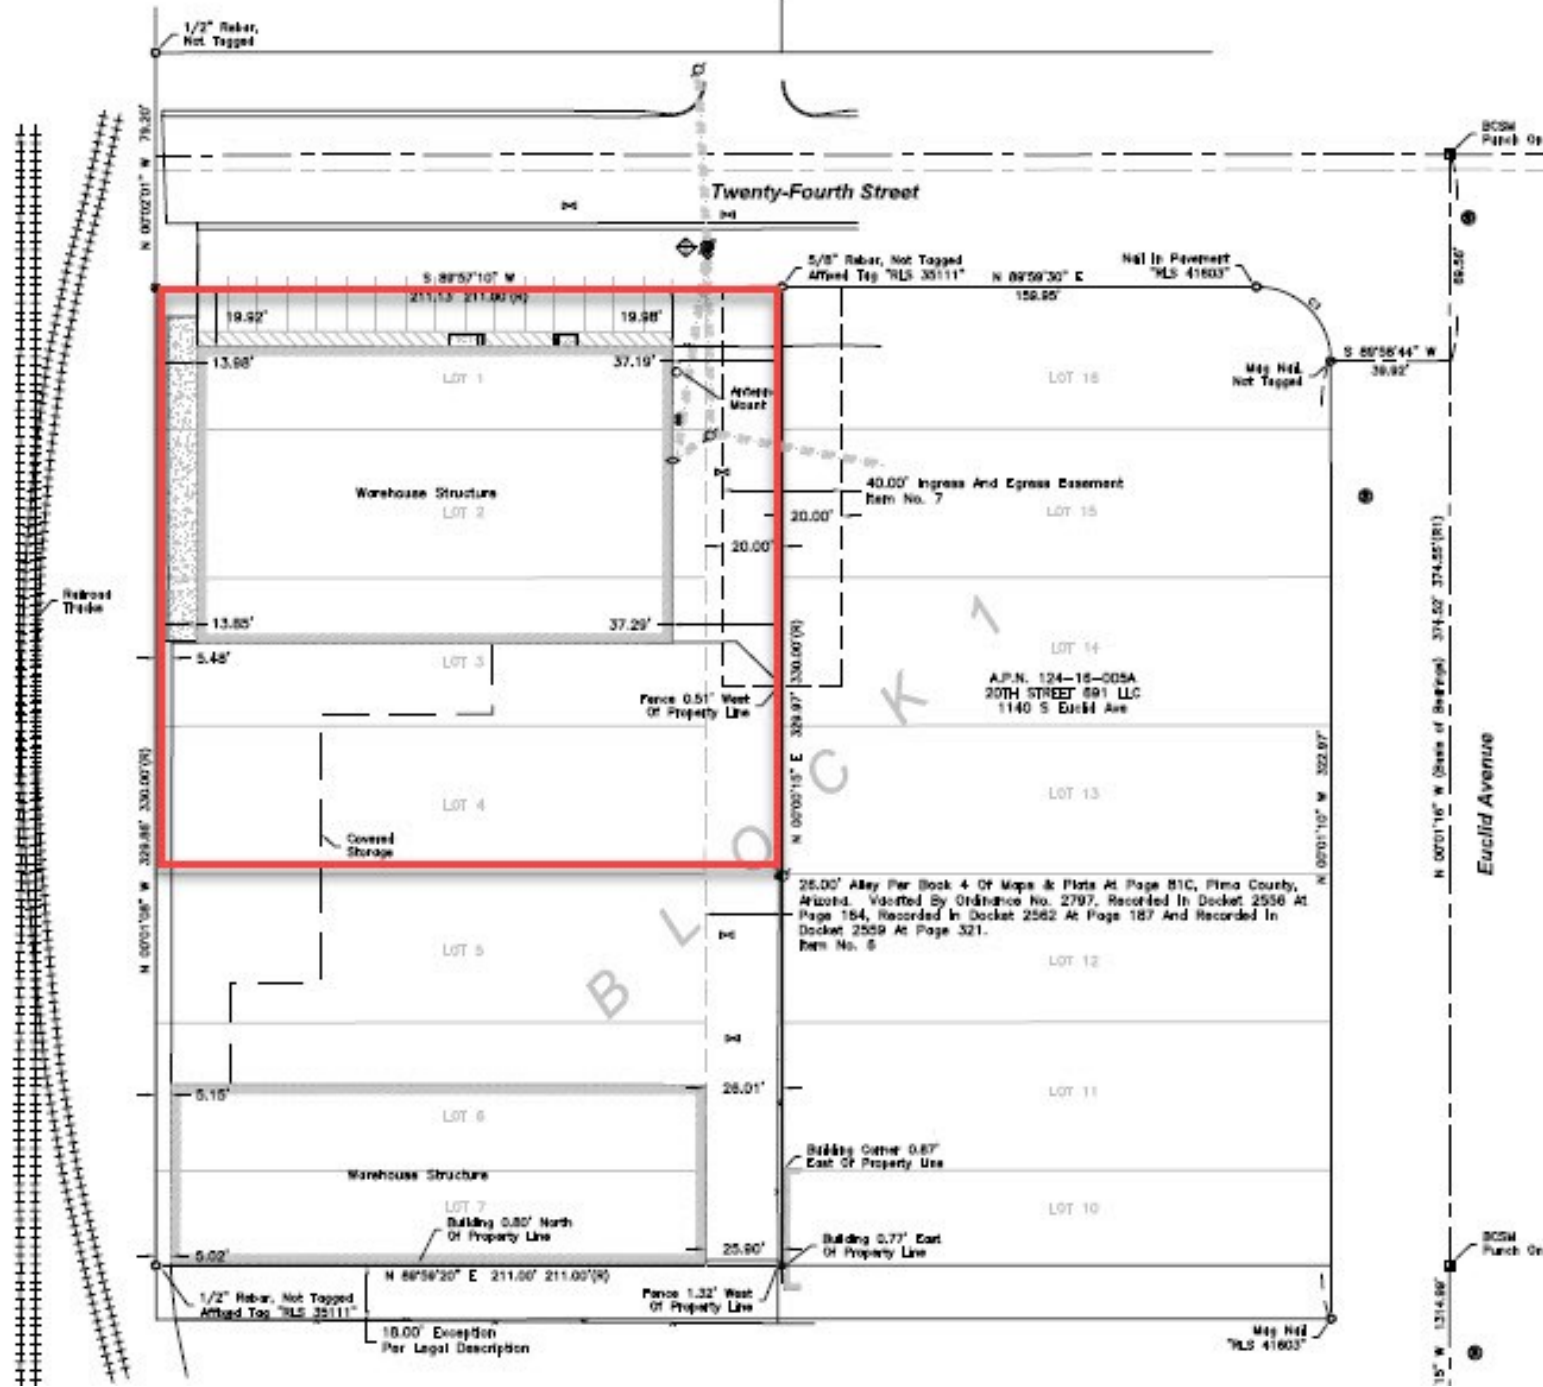 1/2" Rebar,
Not Tagged
N 00°02'01" W 79.20'
BCSM
Twenty-Fourth Street
S 89°57'10" W
211.13' 211.00'(R)
5/8" Rebar, Not Tagged
Affixed Tag "RLS 35111"
N 89°59'30" E
159.95'
Nail In Pavement
"RLS 41603"
19.92'
19.98'
13.98'
37.19'
LOT 1
LOT 16
Mag Nail
Not Tagged
S 89°58'44" W
39.92'
Mount
Warehouse Structure
LOT 2
40.00' Ingress And Egress Easement
Item No. 7
20.00'
LOT 15
20.00'
Railroad
Tracks
13.85'
37.29'
5.48'
LOT 3
LOT 14
A.P.N. 124-16-005A
20TH STREET 691 LLC
1140 S Euclid Ave
Fence 0.51' West
Of Property Line
N 00°00'15" E 329.97' 330.00'(R)
BLOCK 1
LOT 4
LOT 13
N 00°01'10" W 322.97'
N 00°01'16" W (Basis of Bearings) 374.52' 374.55'(R1)
Euclid Avenue
Covered
Storage
N 00°01'06" W 329.86' 330.00'(R)
26.00' Alley Per Book 4 Of Maps & Plats At Page 81C, Pima County,
Arizona. Vacated By Ordinance No. 2797, Recorded In Docket 2556 At
Page 164, Recorded In Docket 2562 At Page 187 And Recorded In
Docket 2559 At Page 321.
Item No. 6
LOT 5
LOT 12
5.15'
26.01'
LOT 6
LOT 11
Building Corner 0.87'
East Of Property Line
Warehouse Structure
LOT 7
LOT 10
Building 0.80' North
Of Property Line
5.02'
25.90'
Building 0.77' East
Of Property Line
BCSM
N 89°59'20" E 211.00' 211.00'(R)
1/2" Rebar, Not Tagged
Affixed Tag "RLS 35111"
Fence 1.32' West
Of Property Line
18.00' Exception
Per Legal Description
Mag Nail
"RLS 41603"
15" W 1314.99'